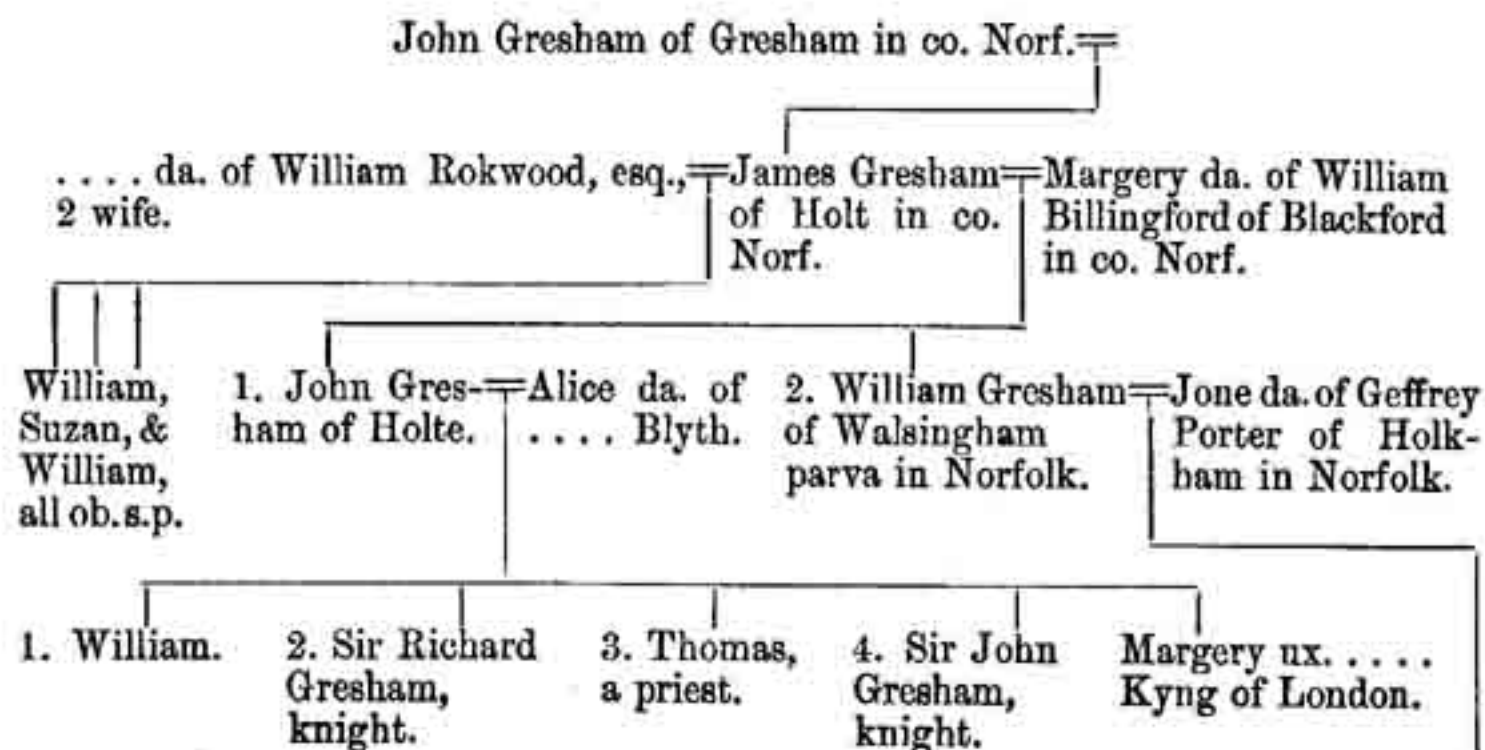 John Gresham of Gresham in co. Norf.
. . . . da. of William Rokwood, esq.,
2 wife.
James Gresham
of Holt in co.
Norf.
Margery da. of William
Billingford of Blackford
in co. Norf.
William,
Suzan, &
William,
all ob.s.p.
1. John Gres-
ham of Holte.
Alice da. of
. . . . Blyth.
2. William Gresham
of Walsingham
parva in Norfolk.
Jone da. of Geffrey
Porter of Holk-
ham in Norfolk.
1. William.
2. Sir Richard
Gresham,
knight.
3. Thomas,
a priest.
4. Sir John
Gresham,
knight.
Margery ux. . . . .
Kyng of London.